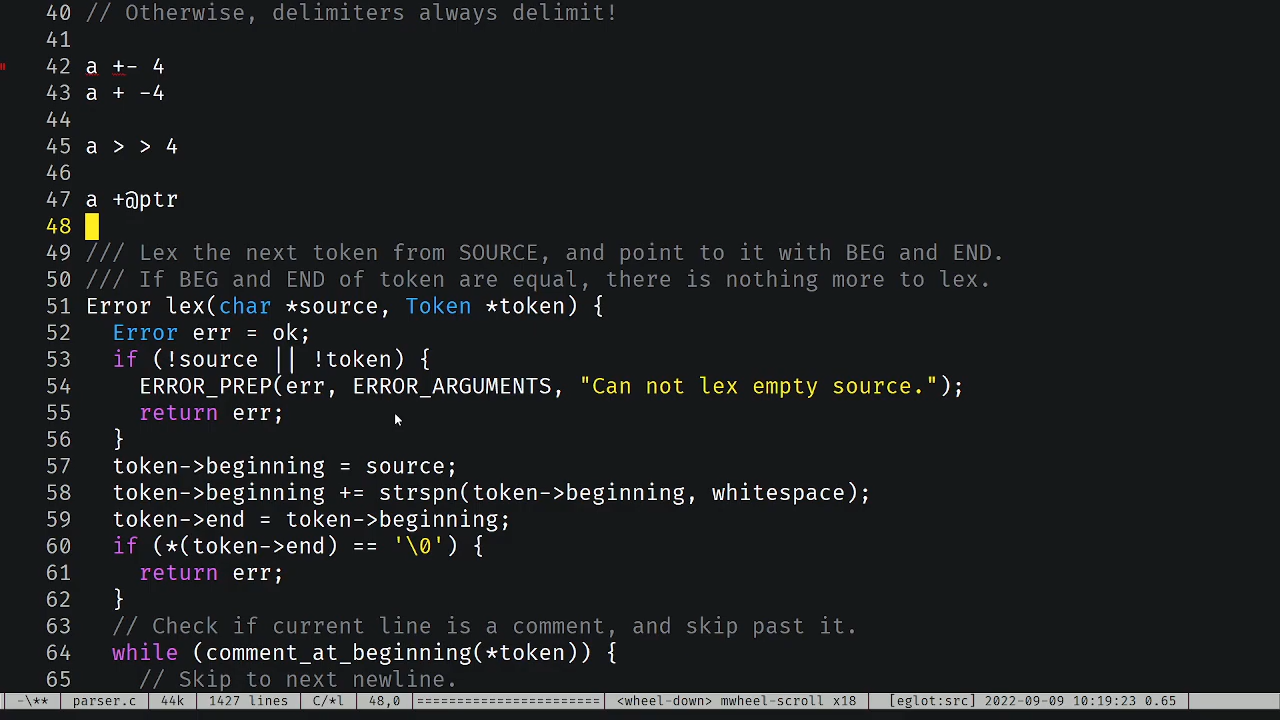 40 // Otherwise, delimiters always delimit!
41
42 a +- 4
43 a + -4
44
45 a > > 4
46
47 a +@ptr
48
49 /// Lex the next token from SOURCE, and point to it with BEG and END.
50 /// If BEG and END of token are equal, there is nothing more to lex.
51 Error lex(char *source, Token *token) {
52   Error err = ok;
53   if (!source || !token) {
54     ERROR_PREP(err, ERROR_ARGUMENTS, "Can not lex empty source.");
55     return err;
56   }
57   token->beginning = source;
58   token->beginning += strspn(token->beginning, whitespace);
59   token->end = token->beginning;
60   if (*(token->end) == '\0') {
61     return err;
62   }
63   // Check if current line is a comment, and skip past it.
64   while (comment_at_beginning(*token)) {
65     // Skip to next newline.
-\** parser.c 44k 1427 lines C/*l 48,0 ======================== <wheel-down> mwheel-scroll x18 [eglot:src] 2022-09-09 10:19:23 0.65